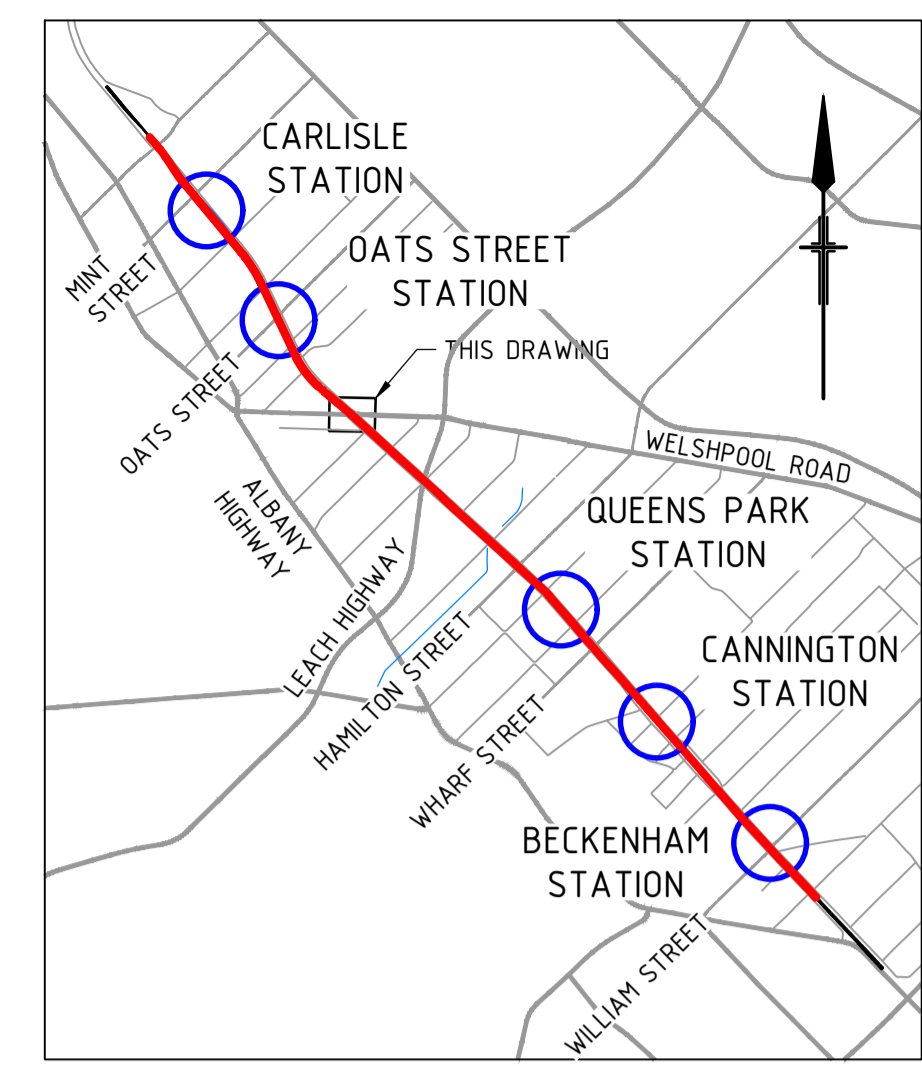 CARLISLE
STATION
OATS STREET
STATION
MINT
STREET
THIS DRAWING
OATS STREET
WELSHPOOL ROAD
ALBANY
HIGHWAY
QUEENS PARK
STATION
LEACH HIGHWAY
HAMILTON STREET
CANNINGTON
STATION
WHARF STREET
BECKENHAM
STATION
WILLIAM STREET